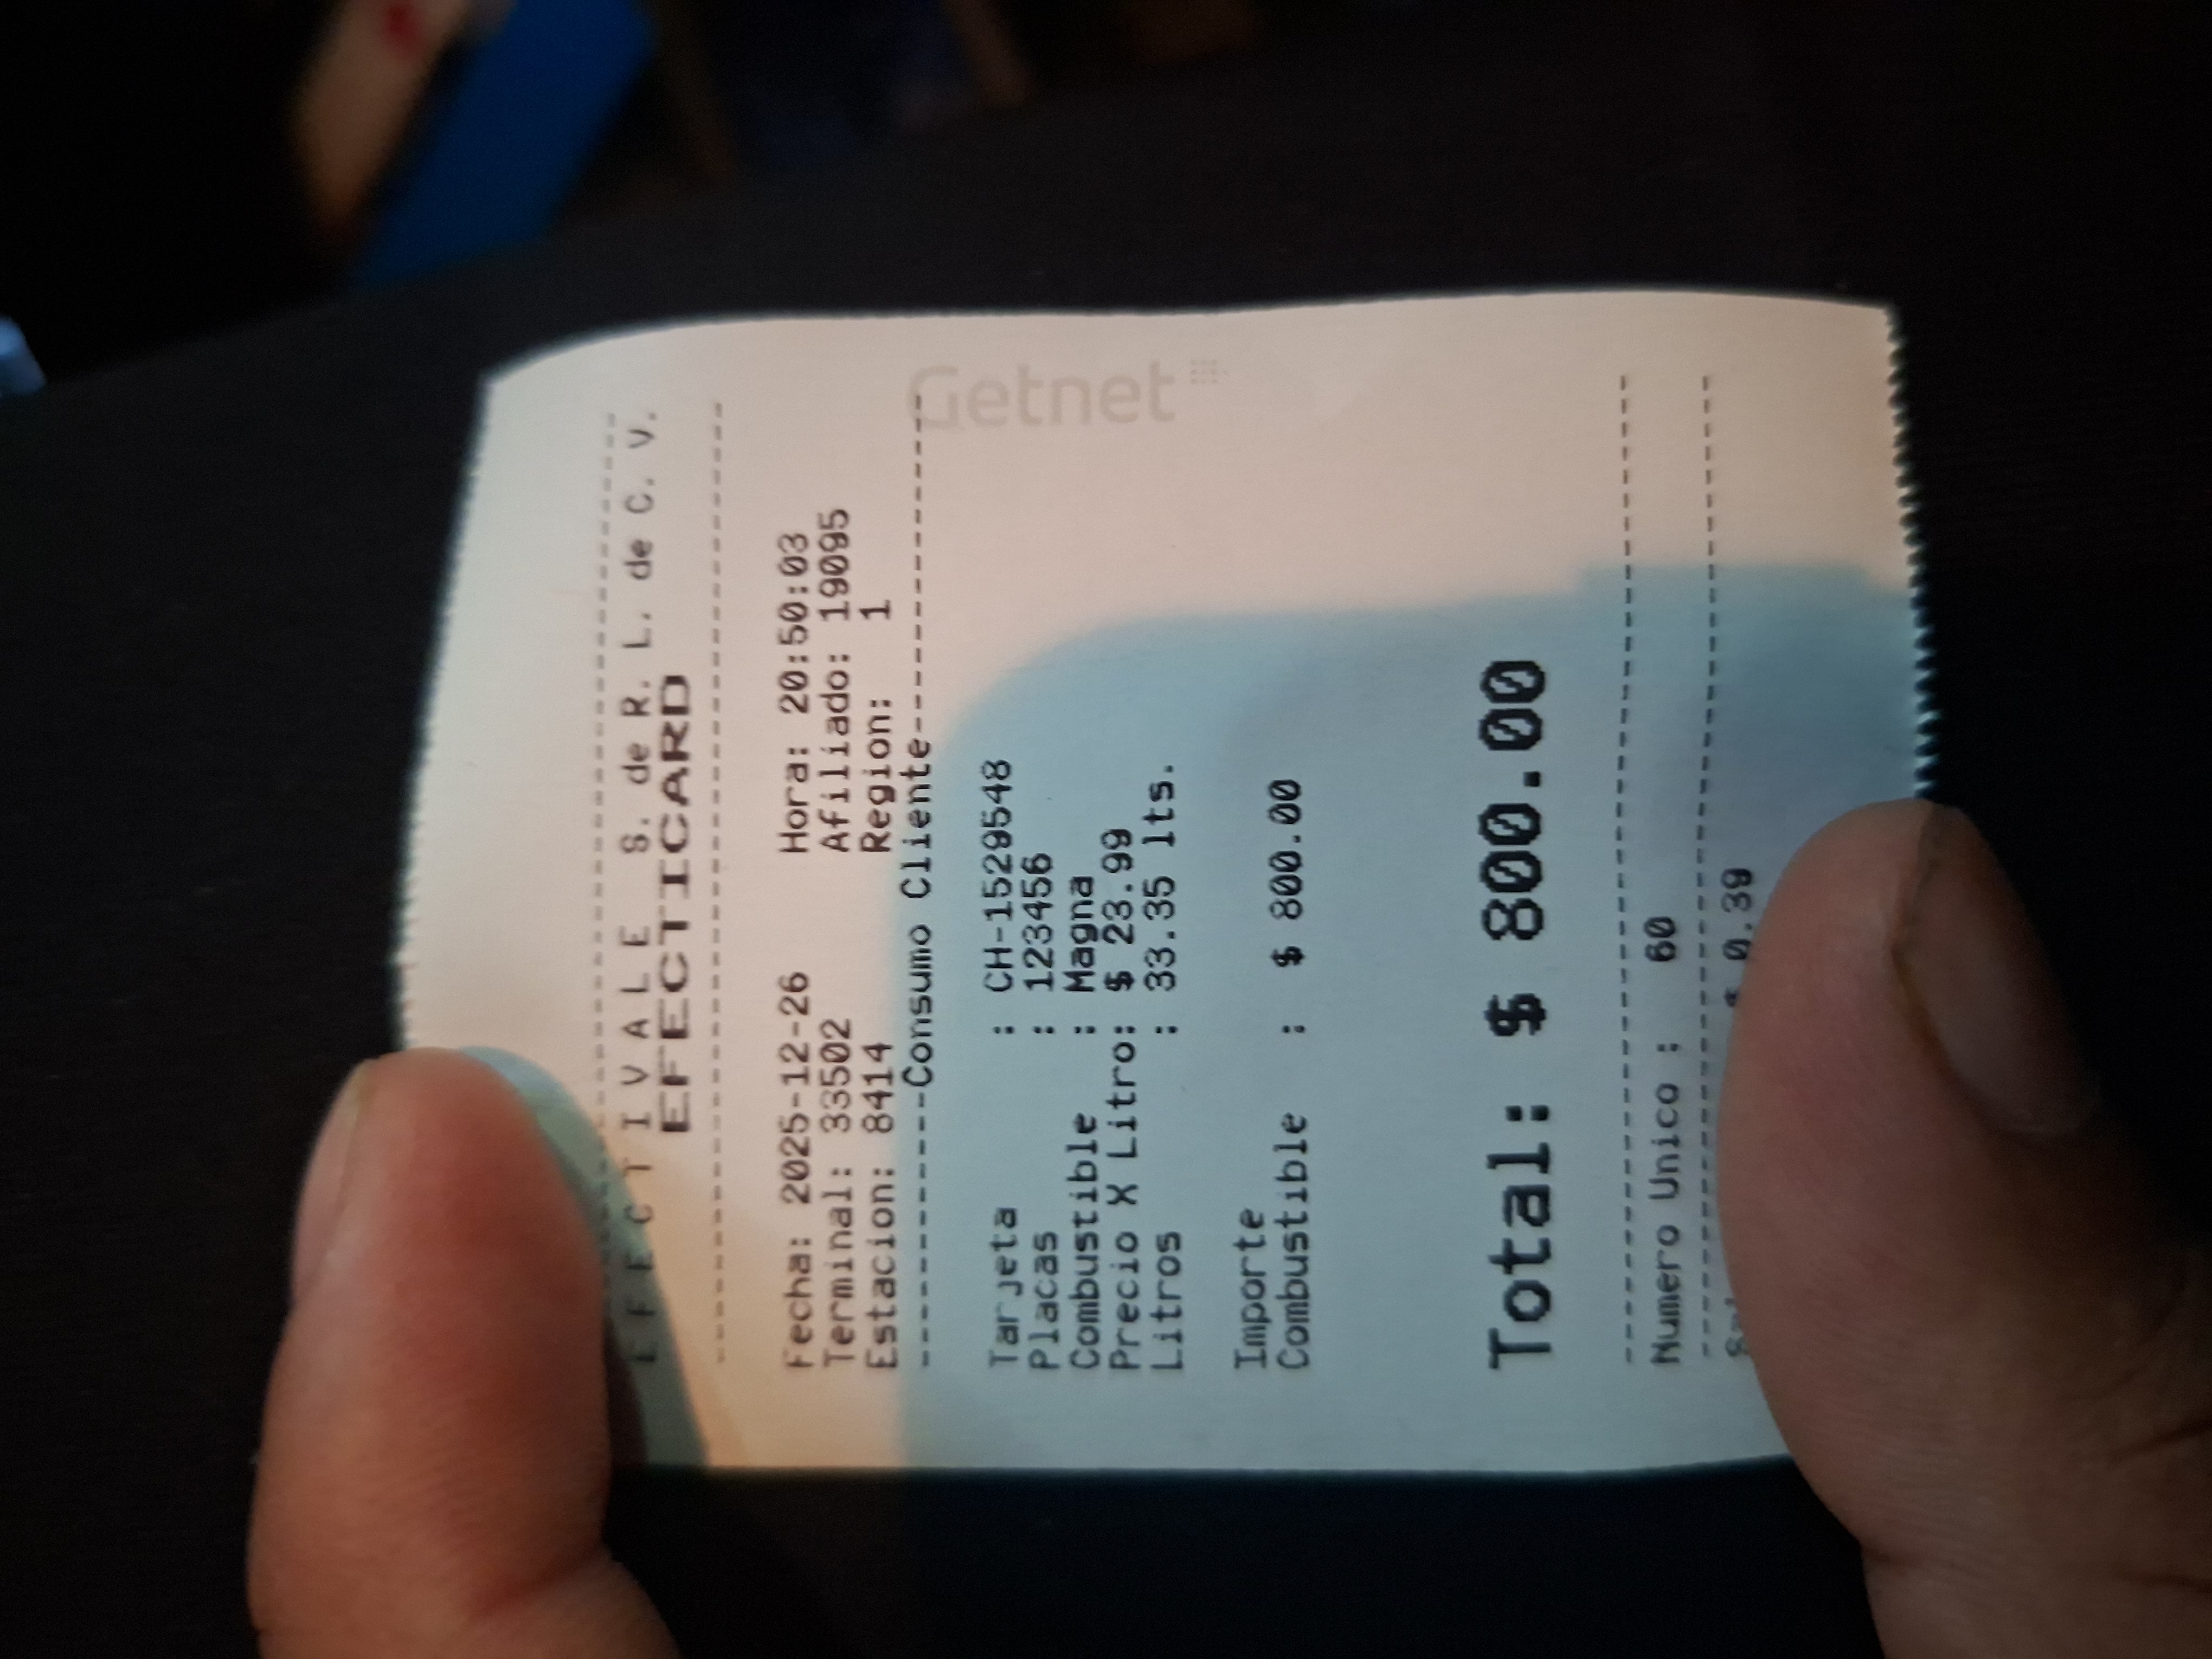 ------------------------------
EFECTIVALE S. de R. L. de C. V.
EFECTICARD
------------------------------
Fecha: 2025-12-26 Hora: 20:50:03
Terminal: 33502 Afiliado: 19095
Estacion: 8414 Region: 1
---------Consumo Cliente---------
Getnet
Tarjeta : CH-1529548
Placas : 123456
Combustible : Magna
Precio X Litro: $ 23.99
Litros : 33.35 lts.
Importe
Combustible : $ 800.00
Total: $ 800.00
------------------------------
Numero Unico : 60
------------------------------
$ 0.39